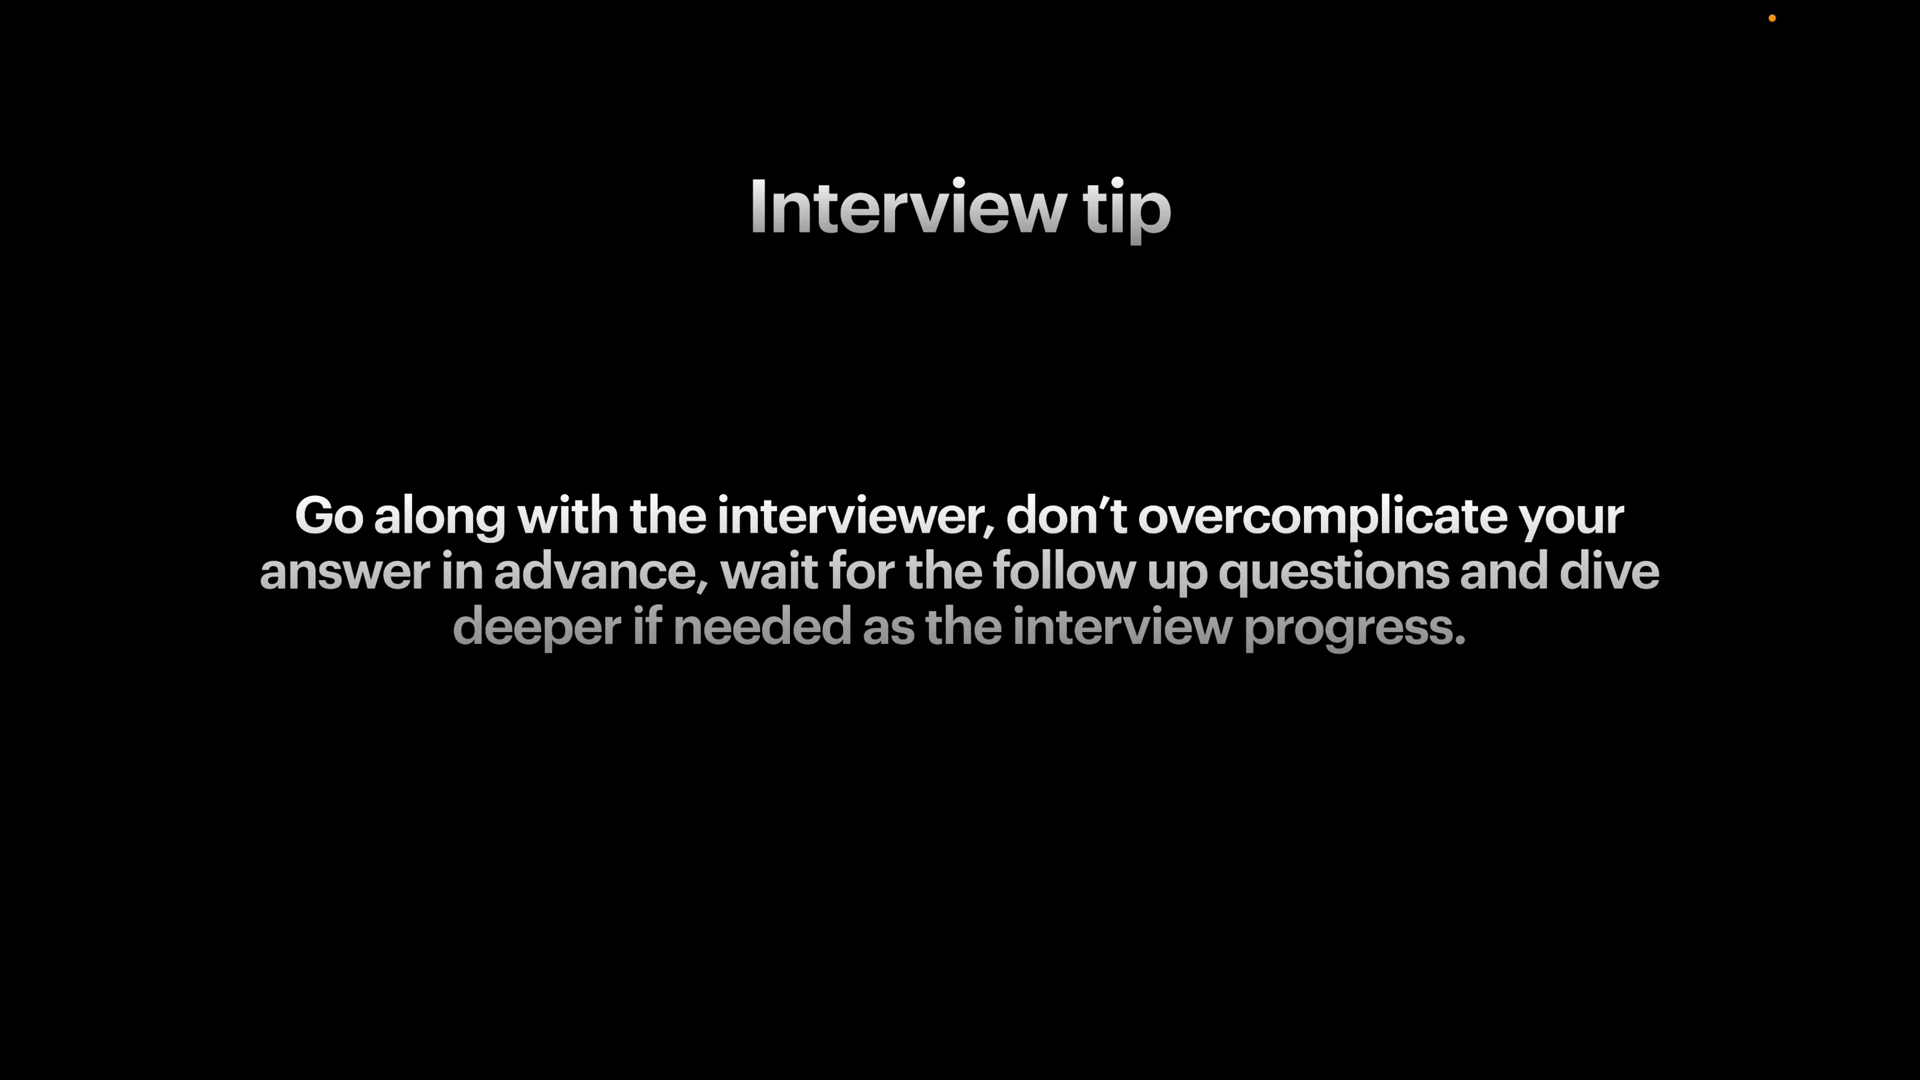 Interview tip
Go along with the interviewer, don’t overcomplicate your
answer in advance, wait for the follow up questions and dive
deeper if needed as the interview progress.